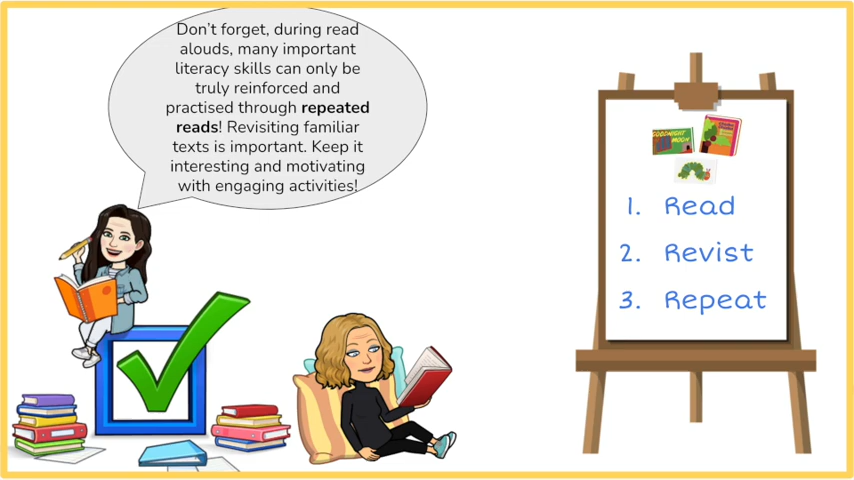 Don't forget, during read
alouds, many important
literacy skills can only be
truly reinforced and
practised through repeated
reads! Revisiting familiar
texts is important. Keep it
interesting and motivating
with engaging activities!
GOODNIGHT
MOON
1. Read
2. Revist
3. Repeat